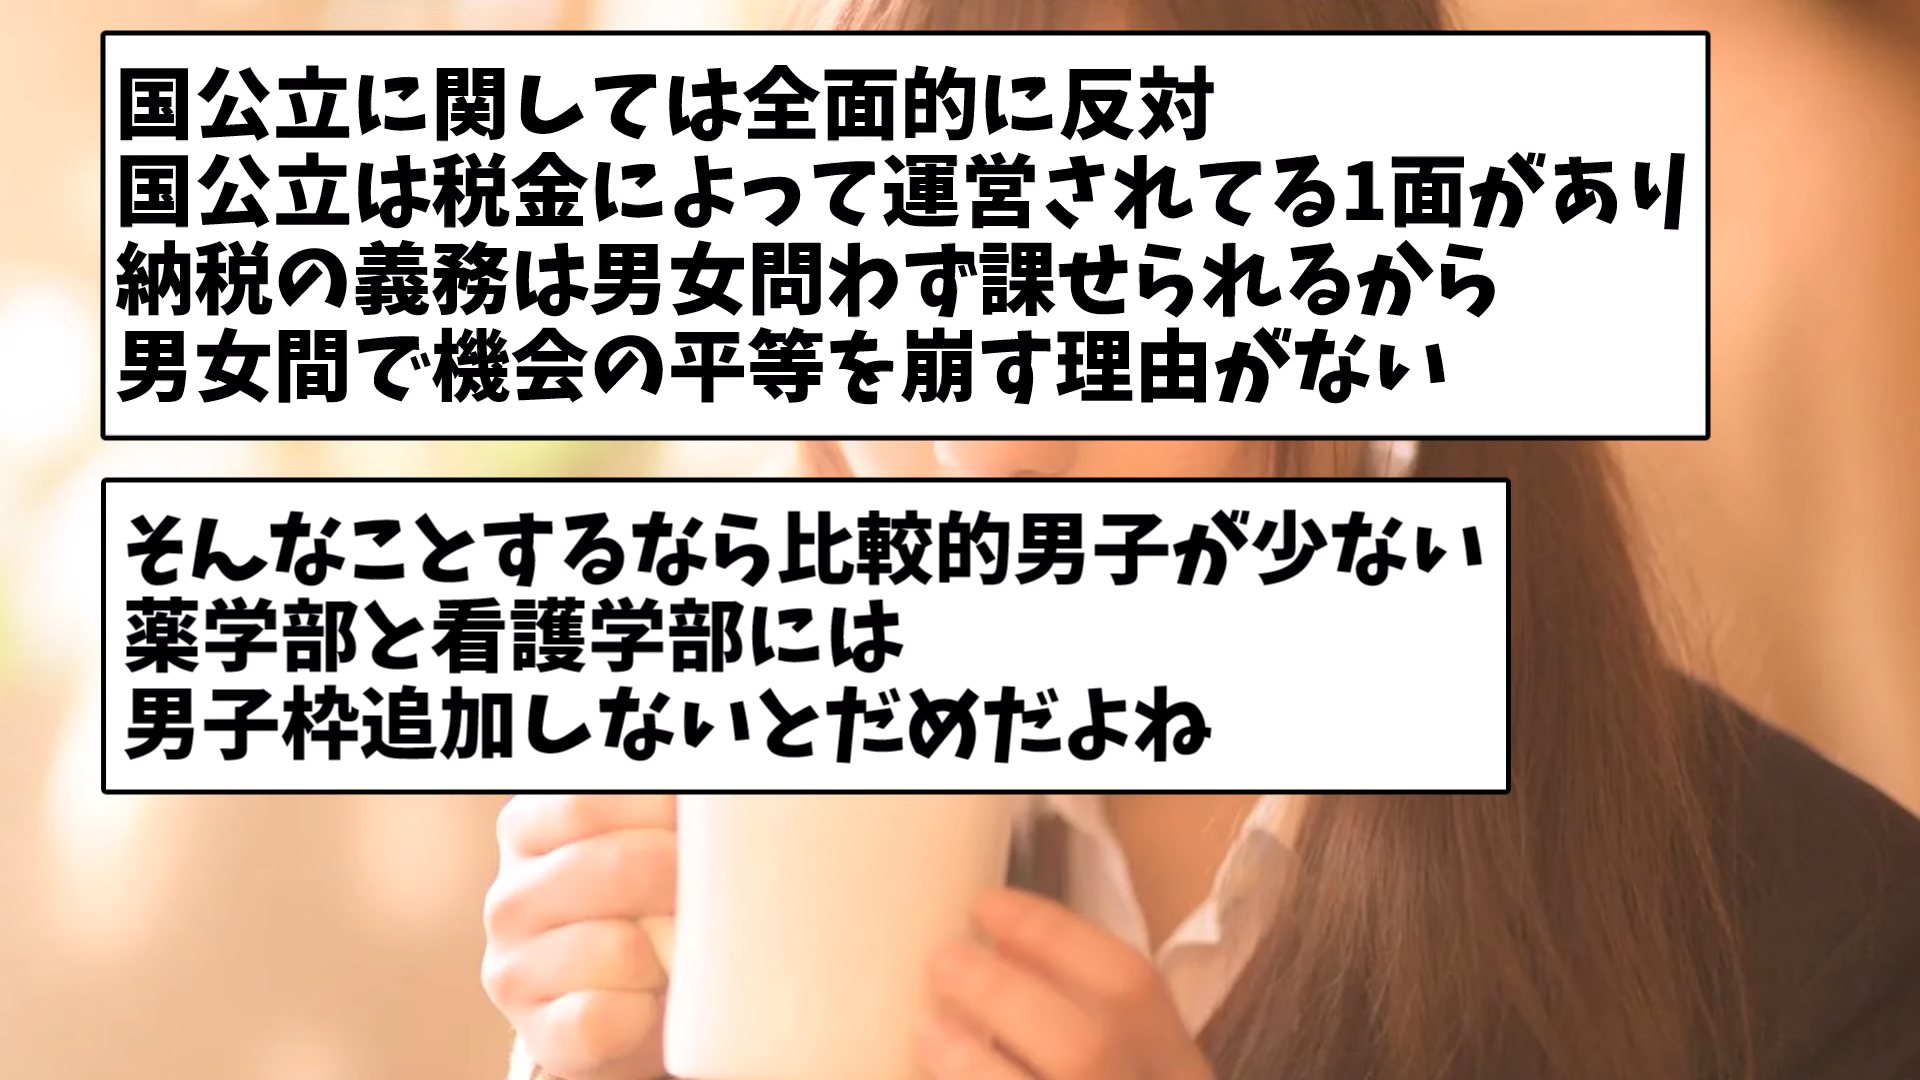 国公立に関しては全面的に反対
国公立は税金によって運営されてる1面があり
納税の義務は男女問わず課せられるから
男女間で機会の平等を崩す理由がない
そんなことするなら比較的男子が少ない
薬学部と看護学部には
男子枠追加しないとだめだよね